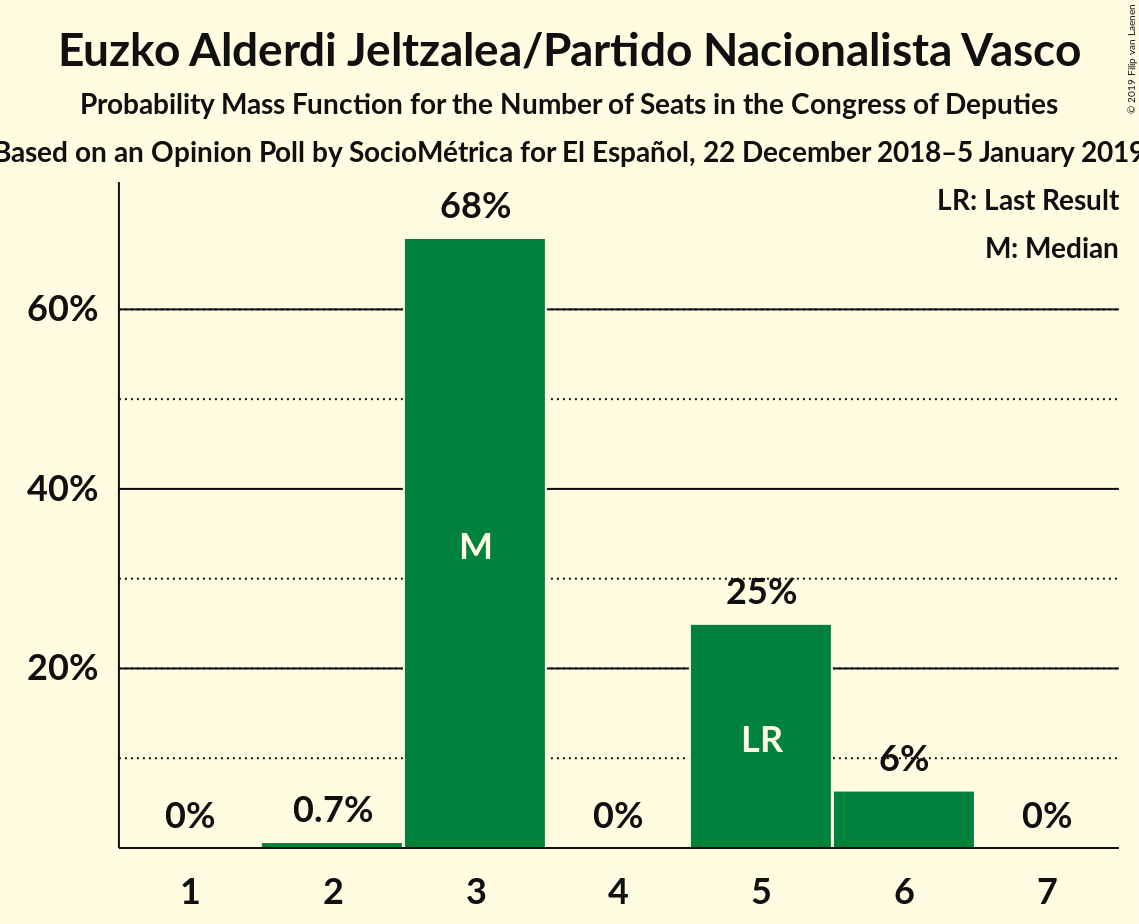 Euzko Alderdi Jeltzalea/Partido Nacionalista Vasco
Probability Mass Function for the Number of Seats in the Congress of Deputies
Based on an Opinion Poll by SocioMétrica for El Español, 22 December 2018–5 January 2019
© 2019 Filip van Laenen
LR: Last Result
M: Median
68%
60%
40%
M
25%
20%
LR
6%
0%
0.7%
0%
0%
1 2 3 4 5 6 7